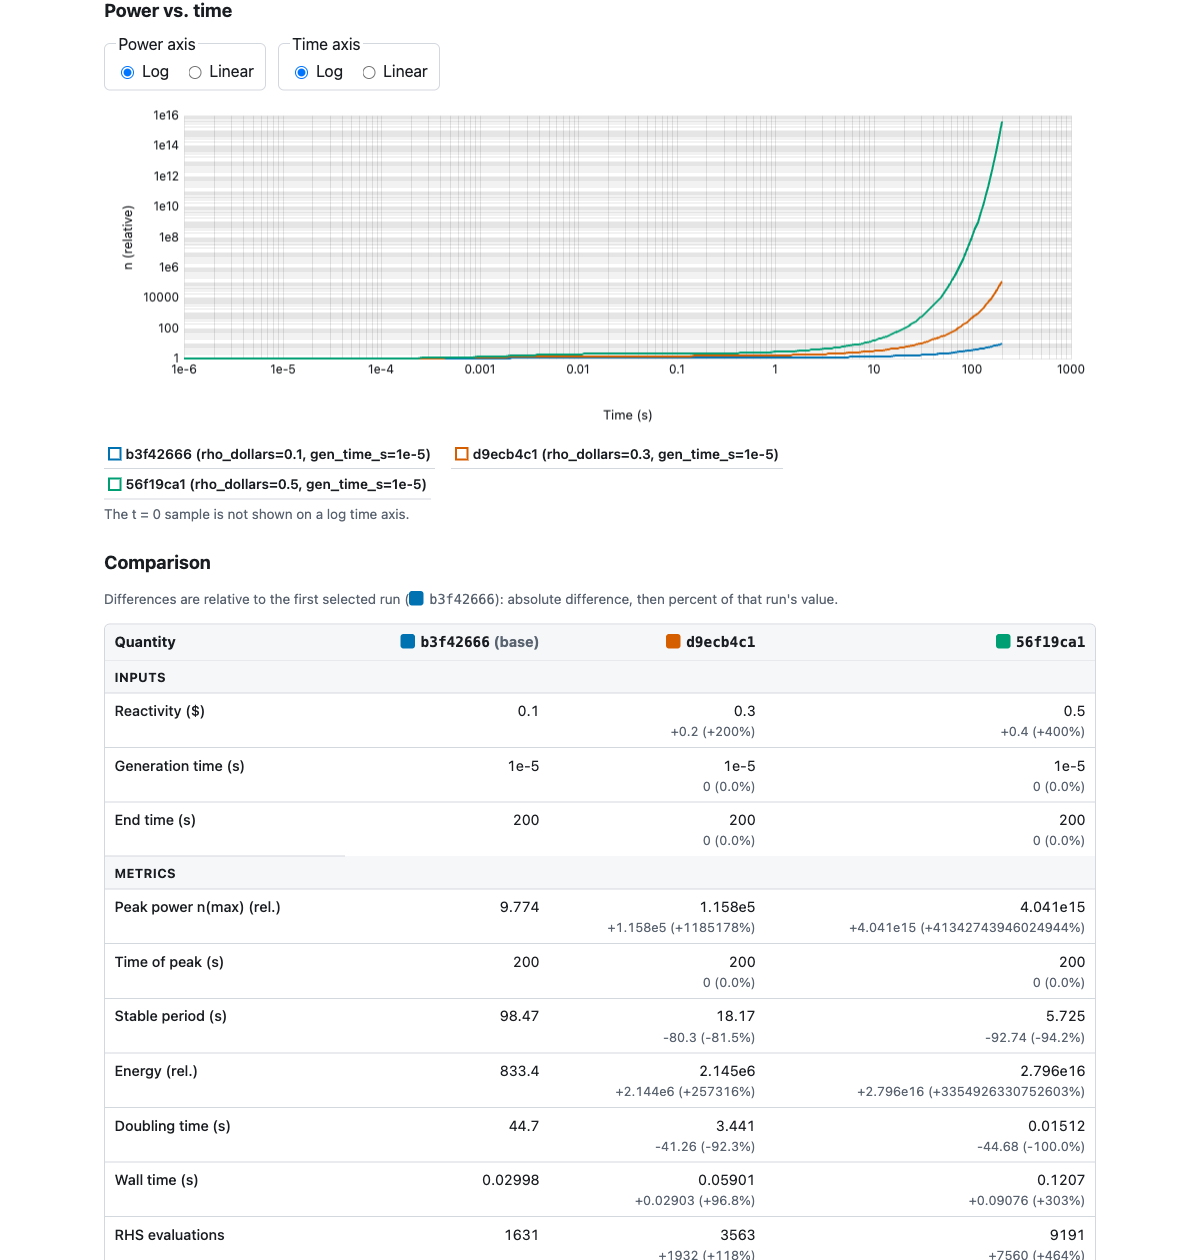 Power vs. time
Power axis
Time axis
Log Linear
Log Linear
1e16
1e14
1e12
1e10
1e8
1e6
10000
100
1
n (relative)
1e-6 1e-5 1e-4 0.001 0.01 0.1 1 10 100 1000
Time (s)
b3f42666 (rho_dollars=0.1, gen_time_s=1e-5) d9ecb4c1 (rho_dollars=0.3, gen_time_s=1e-5)
56f19ca1 (rho_dollars=0.5, gen_time_s=1e-5)
The t = 0 sample is not shown on a log time axis.
Comparison
Differences are relative to the first selected run (b3f42666): absolute difference, then percent of that run's value.
Quantity b3f42666 (base) d9ecb4c1 56f19ca1
INPUTS
Reactivity ($) 0.1 0.3 0.5
+0.2 (+200%) +0.4 (+400%)
Generation time (s) 1e-5 1e-5 1e-5
0 (0.0%) 0 (0.0%)
End time (s) 200 200 200
0 (0.0%) 0 (0.0%)
METRICS
Peak power n(max) (rel.) 9.774 1.158e5 4.041e15
+1.158e5 (+1185178%) +4.041e15 (+41342743946024944%)
Time of peak (s) 200 200 200
0 (0.0%) 0 (0.0%)
Stable period (s) 98.47 18.17 5.725
-80.3 (-81.5%) -92.74 (-94.2%)
Energy (rel.) 833.4 2.145e6 2.796e16
+2.144e6 (+257316%) +2.796e16 (+3354926330752603%)
Doubling time (s) 44.7 3.441 0.01512
-41.26 (-92.3%) -44.68 (-100.0%)
Wall time (s) 0.02998 0.05901 0.1207
+0.02903 (+96.8%) +0.09076 (+303%)
RHS evaluations 1631 3563 9191
+1932 (+118%) +7560 (+464%)